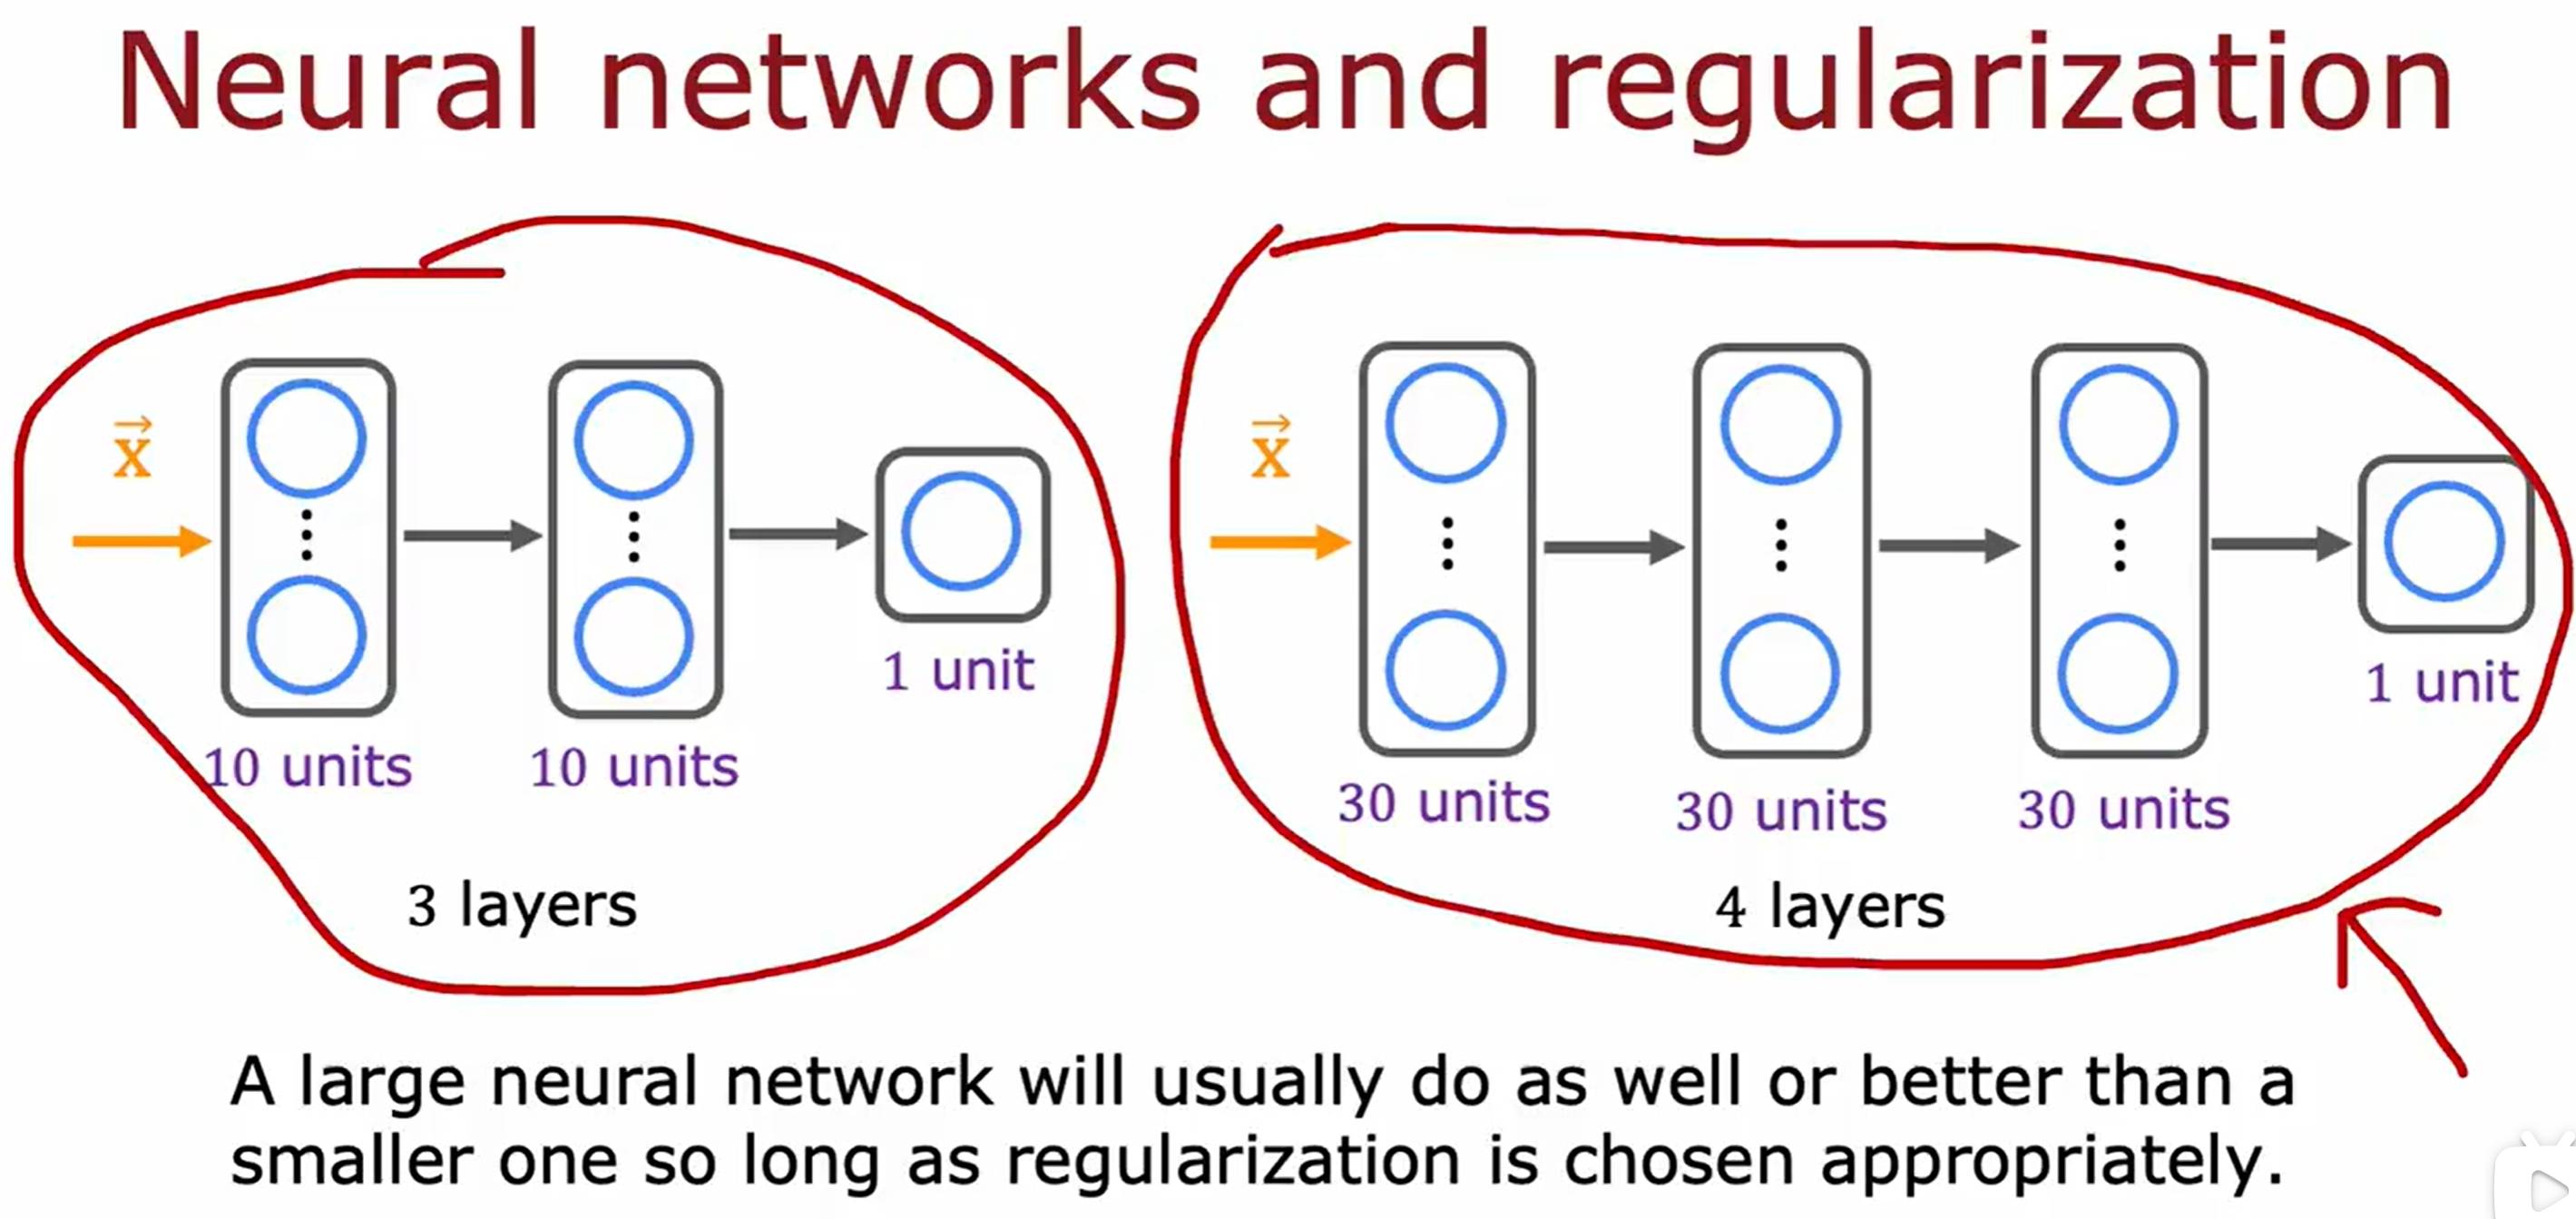 Neural networks and regularization
x⃗
10 units
10 units
1 unit
3 layers
x⃗
30 units
30 units
30 units
1 unit
4 layers
A large neural network will usually do as well or better than a
smaller one so long as regularization is chosen appropriately.